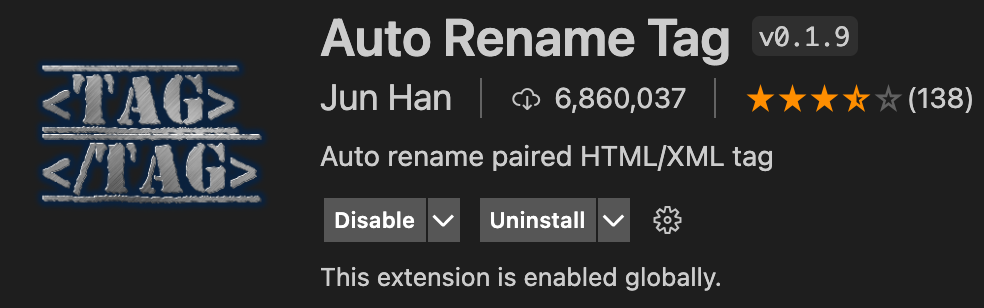 <TAG>
</TAG>
Auto Rename Tag v0.1.9
Jun Han 6,860,037 (138)
Auto rename paired HTML/XML tag
Disable Uninstall
This extension is enabled globally.